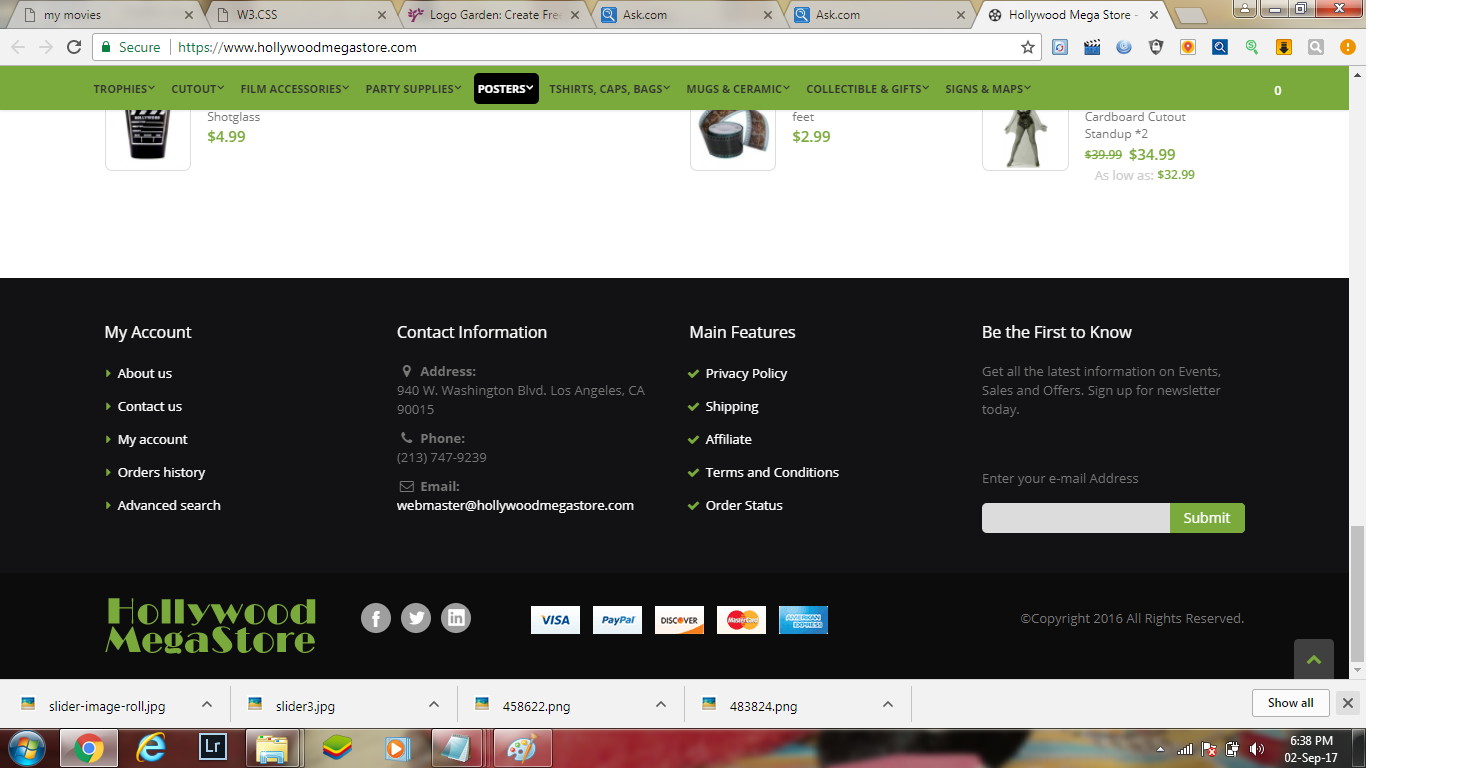 my movies
W3.CSS
Logo Garden: Create Free
Ask.com
Ask.com
Hollywood Mega Store -
Secure
https://www.hollywoodmegastore.com
TROPHIES CUTOUT FILM ACCESSORIES PARTY SUPPLIES POSTERS TSHIRTS, CAPS, BAGS MUGS & CERAMIC COLLECTIBLE & GIFTS SIGNS & MAPS 0
Shotglass
$4.99
feet
$2.99
Cardboard Cutout
Standup *2
$39.99 $34.99
As low as: $32.99
My Account
About us
Contact us
My account
Orders history
Advanced search
Contact Information
Address:
940 W. Washington Blvd. Los Angeles, CA
90015
Phone:
(213) 747-9239
Email:
webmaster@hollywoodmegastore.com
Main Features
Privacy Policy
Shipping
Affiliate
Terms and Conditions
Order Status
Be the First to Know
Get all the latest information on Events,
Sales and Offers. Sign up for newsletter
today.
Enter your e-mail Address
Submit
Hollywood
MegaStore
VISA
PayPal
DISCOVER
MasterCard
AMERICAN
EXPRESS
©Copyright 2016 All Rights Reserved.
slider-image-roll.jpg
slider3.jpg
458622.png
483824.png
Show all
Lr
6:38 PM
02-Sep-17